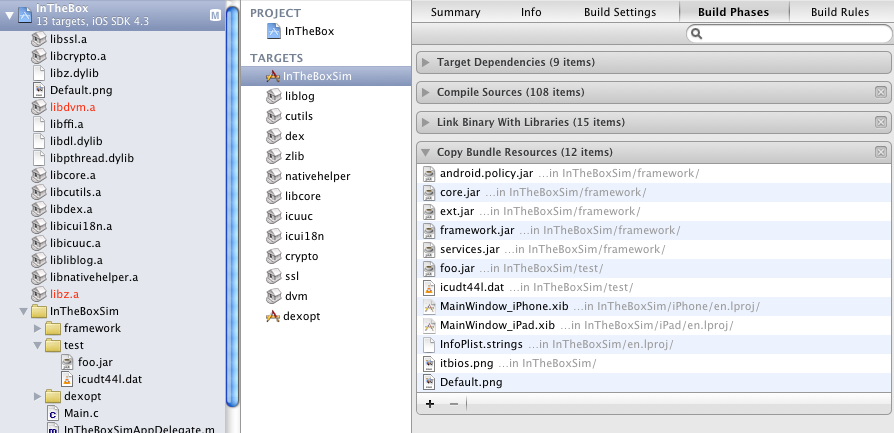 InTheBox
13 targets, iOS SDK 4.3
M
libssl.a
libcrypto.a
libz.dylib
Default.png
libdvm.a
libffi.a
libdl.dylib
libpthread.dylib
libcore.a
libcutils.a
libdex.a
libicui18n.a
libicuuc.a
libliblog.a
libnativehelper.a
libz.a
InTheBoxSim
framework
test
foo.jar
icudt44l.dat
dexopt
Main.c
InTheBoxSimAppDelegate.m
PROJECT
InTheBox
TARGETS
InTheBoxSim
liblog
cutils
dex
zlib
nativehelper
libcore
icuuc
icui18n
crypto
ssl
dvm
dexopt
Summary Info Build Settings Build Phases Build Rules
Target Dependencies (9 items)
Compile Sources (108 items)
Link Binary With Libraries (15 items)
Copy Bundle Resources (12 items)
android.policy.jar ...in InTheBoxSim/framework/
core.jar ...in InTheBoxSim/framework/
ext.jar ...in InTheBoxSim/framework/
framework.jar ...in InTheBoxSim/framework/
services.jar ...in InTheBoxSim/framework/
foo.jar ...in InTheBoxSim/test/
icudt44l.dat ...in InTheBoxSim/test/
MainWindow_iPhone.xib ...in InTheBoxSim/iPhone/en.lproj/
MainWindow_iPad.xib ...in InTheBoxSim/iPad/en.lproj/
InfoPlist.strings ...in InTheBoxSim/en.lproj/
itbios.png ...in InTheBoxSim/
Default.png